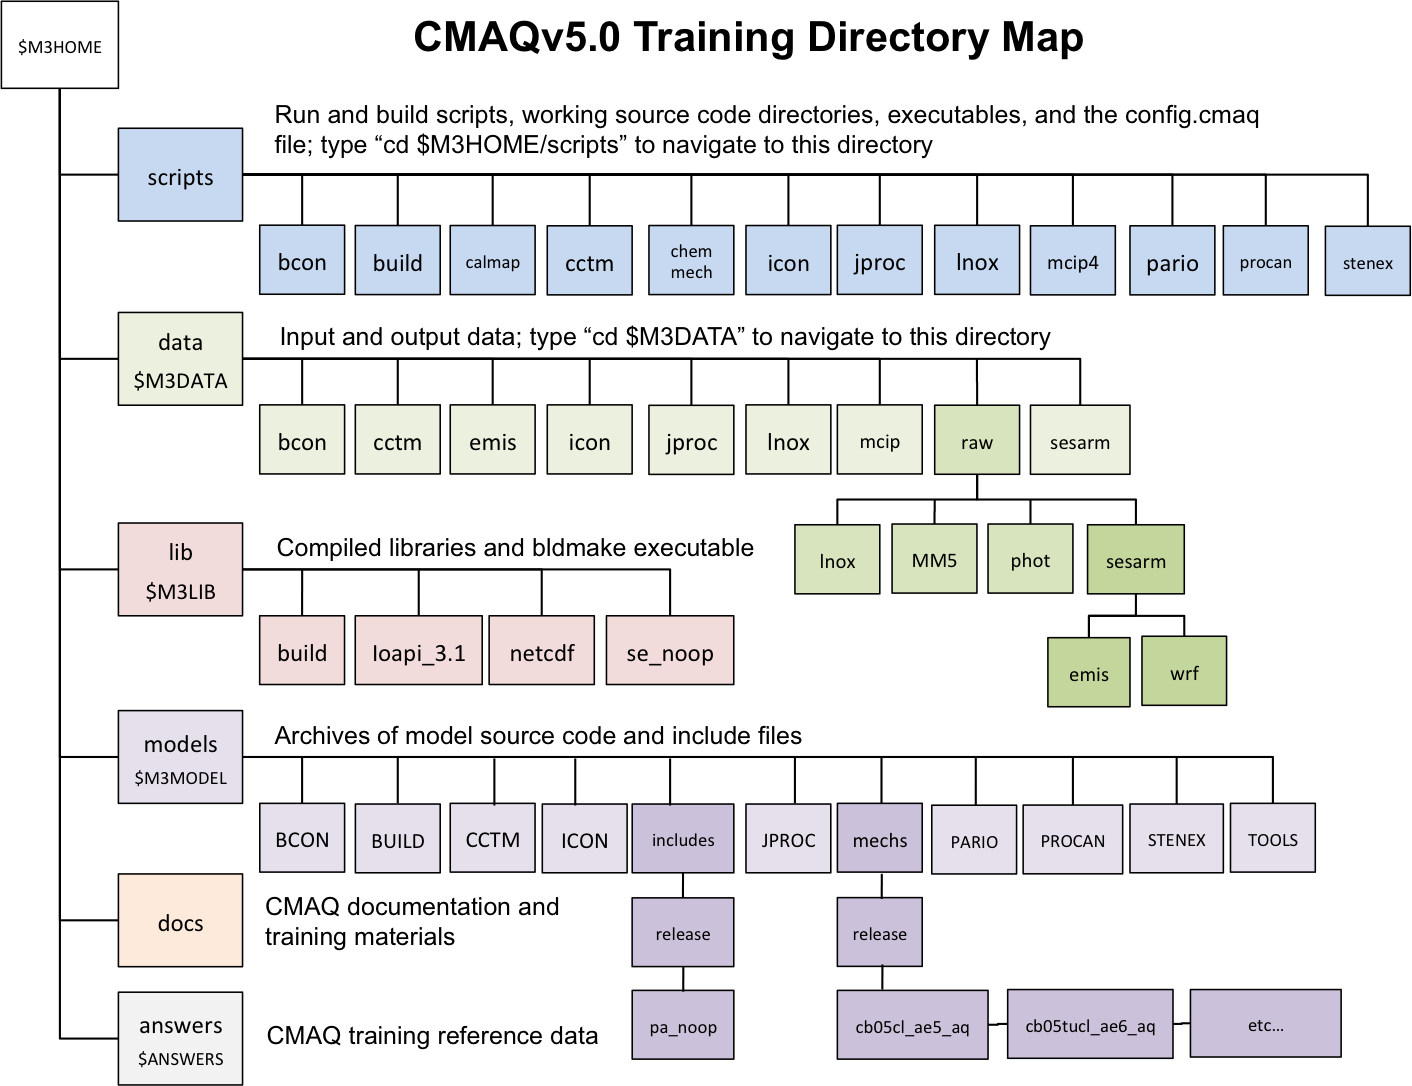 $M3HOME
CMAQv5.0 Training Directory Map
Run and build scripts, working source code directories, executables, and the config.cmaq
file; type “cd $M3HOME/scripts” to navigate to this directory
scripts
bcon
build
calmap
cctm
chem
mech
icon
jproc
lnox
mcip4
pario
procan
stenex
data
$M3DATA
Input and output data; type “cd $M3DATA” to navigate to this directory
bcon
cctm
emis
icon
jproc
lnox
mcip
raw
sesarm
lnox
MM5
phot
sesarm
emis
wrf
lib
$M3LIB
Compiled libraries and bldmake executable
build
Ioapi_3.1
netcdf
se_noop
models
$M3MODEL
Archives of model source code and include files
BCON
BUILD
CCTM
ICON
includes
JPROC
mechs
PARIO
PROCAN
STENEX
TOOLS
release
release
pa_noop
cb05cl_ae5_aq
cb05tucl_ae6_aq
etc…
docs
CMAQ documentation and
training materials
answers
$ANSWERS
CMAQ training reference data